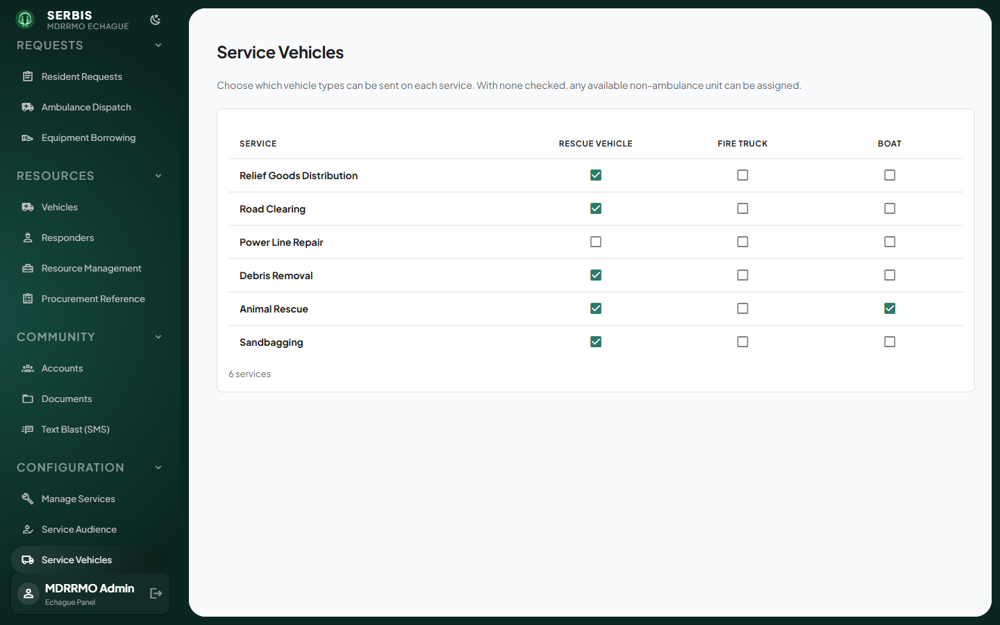 SERBIS
MDRRMO ECHAGUE
REQUESTS
Resident Requests
Ambulance Dispatch
Equipment Borrowing
RESOURCES
Vehicles
Responders
Resource Management
Procurement Reference
COMMUNITY
Accounts
Documents
Text Blast (SMS)
CONFIGURATION
Manage Services
Service Audience
Service Vehicles
MDRRMO Admin
Echague Panel
Service Vehicles
Choose which vehicle types can be sent on each service. With none checked, any available non-ambulance unit can be assigned.
SERVICE RESCUE VEHICLE FIRE TRUCK BOAT
Relief Goods Distribution
Road Clearing
Power Line Repair
Debris Removal
Animal Rescue
Sandbagging
6 services